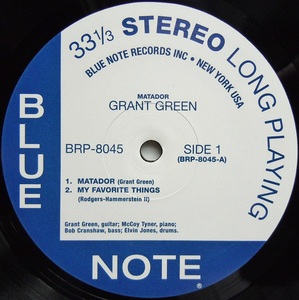 33 1/3 STEREO LONG PLAYING
BLUE NOTE RECORDS INC • NEW YORK USA
MATADOR
GRANT GREEN
BRP-8045
SIDE 1
(BRP-8045-A)
1. MATADOR (Grant Green)
2. MY FAVORITE THINGS
(Rodgers-Hammerstein II)
Grant Green, guitar; McCoy Tyner, piano;
Bob Cranshaw, bass; Elvin Jones, drums.
BLUE
NOTE®